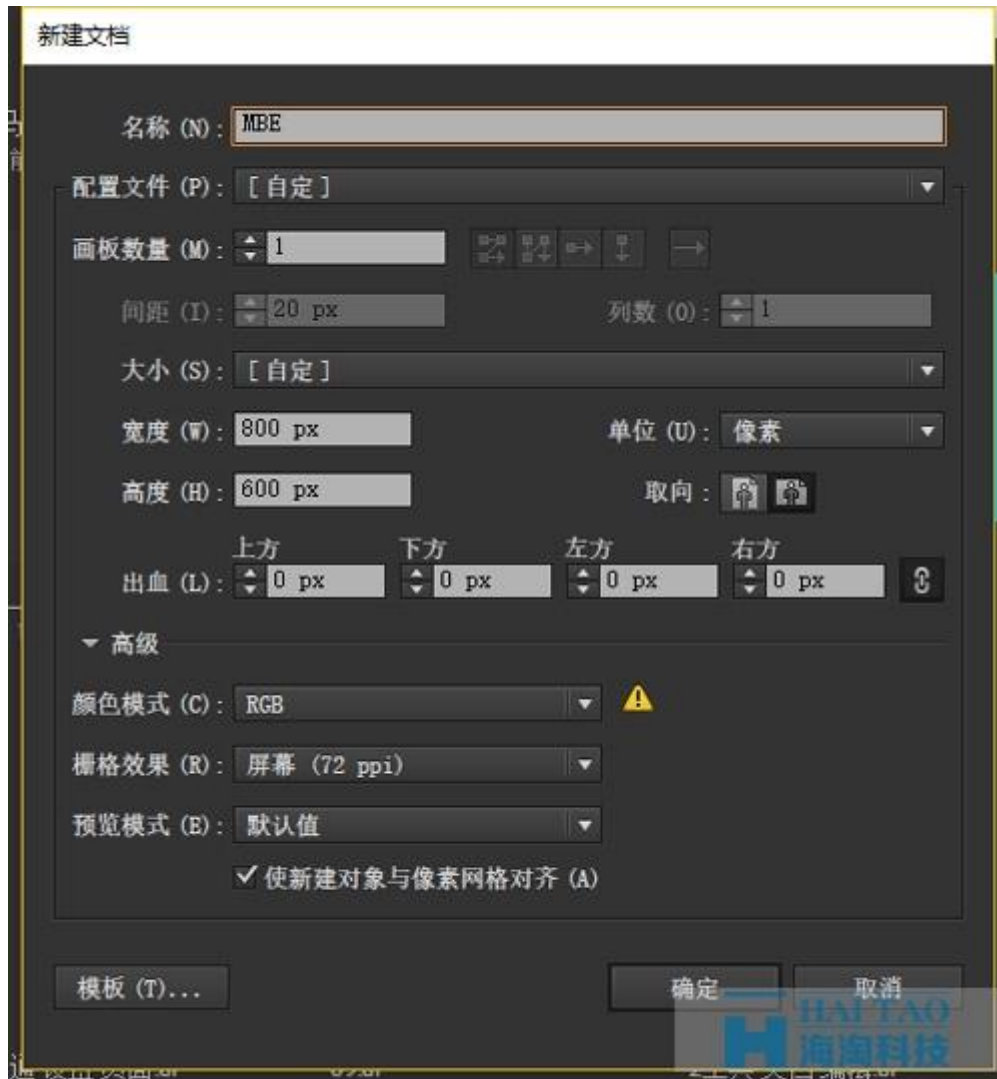 新建文档
名称 (N): MBE
配置文件 (P): [自定]
画板数量 (M): 1
间距 (I): 20 px 列数 (O): 1
大小 (S): [自定]
宽度 (W): 800 px 单位 (U): 像素
高度 (H): 600 px 取向:
上方 下方 左方 右方
出血 (L): 0 px 0 px 0 px 0 px
高级
颜色模式 (C): RGB
栅格效果 (R): 屏幕 (72 ppi)
预览模式 (E): 默认值
使新建对象与像素网格对齐 (A)
模板 (T)... 确定 取消
HAI TAO
海淘科技